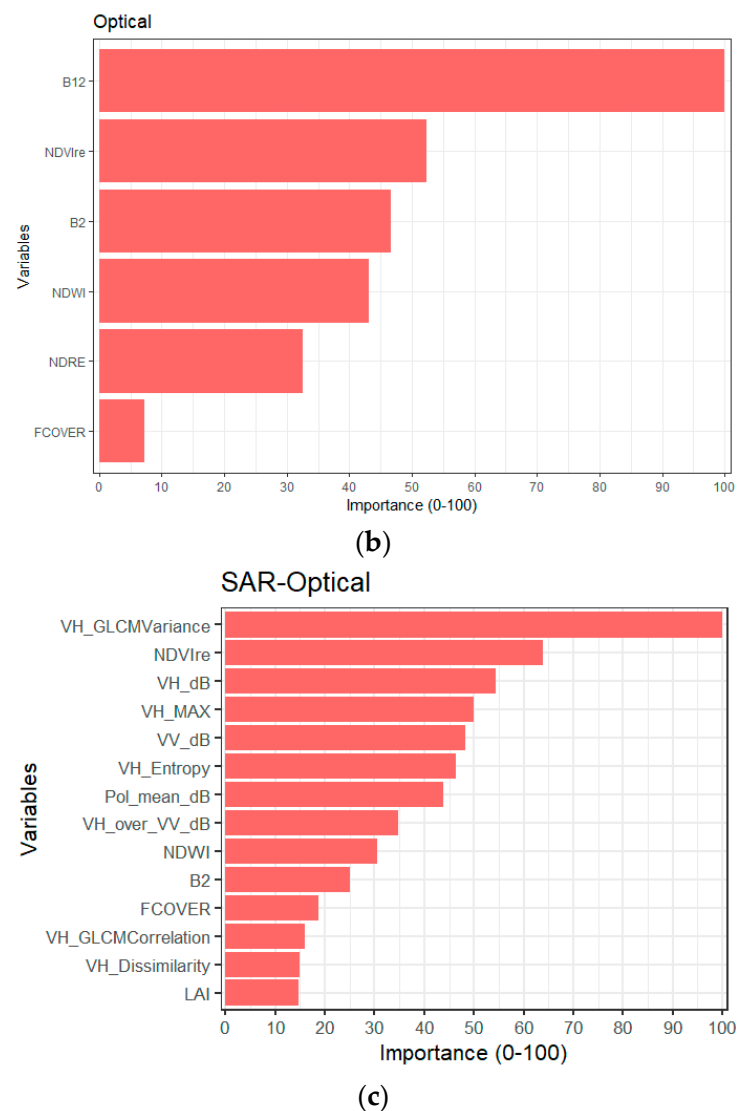 Optical
Variables
B12
NDVIre
B2
NDWI
NDRE
FCOVER
0 10 20 30 40 50 60 70 80 90 100
Importance (0-100)
(b)
SAR-Optical
Variables
VH_GLCMVariance
NDVIre
VH_dB
VH_MAX
VV_dB
VH_Entropy
Pol_mean_dB
VH_over_VV_dB
NDWI
B2
FCOVER
VH_GLCMCorrelation
VH_Dissimilarity
LAI
0 10 20 30 40 50 60 70 80 90 100
Importance (0-100)
(c)